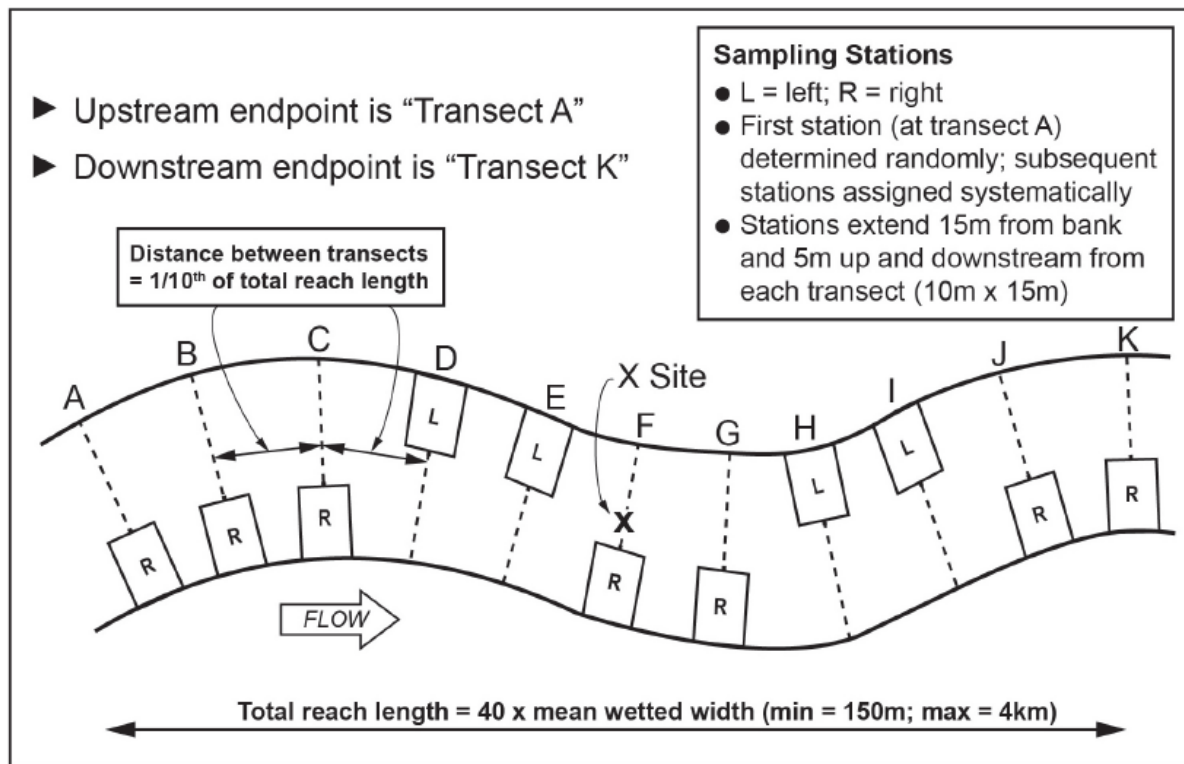 ► Upstream endpoint is “Transect A”
► Downstream endpoint is “Transect K”
Sampling Stations
● L = left; R = right
● First station (at transect A)
determined randomly; subsequent
stations assigned systematically
● Stations extend 15m from bank
and 5m up and downstream from
each transect (10m x 15m)
Distance between transects
= 1/10th of total reach length
A
B
C
D
E
X Site
F
G
H
I
J
K
L
L
L
L
X
R
R
R
R
R
R
R
FLOW
Total reach length = 40 x mean wetted width (min = 150m; max = 4km)